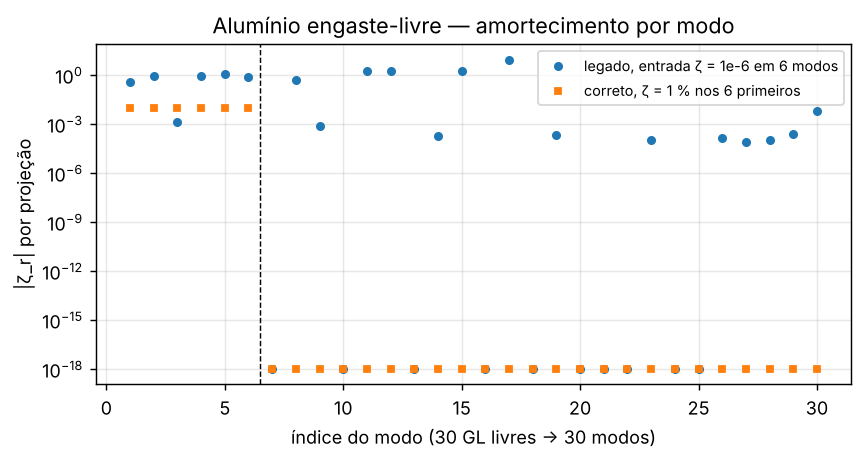 Alumínio engaste-livre — amortecimento por modo
legado, entrada ζ = 1e-6 em 6 modos
correto, ζ = 1 % nos 6 primeiros
|ζ_r| por projeção
10⁰
10⁻³
10⁻⁶
10⁻⁹
10⁻¹²
10⁻¹⁵
10⁻¹⁸
0 5 10 15 20 25 30
índice do modo (30 GL livres → 30 modos)